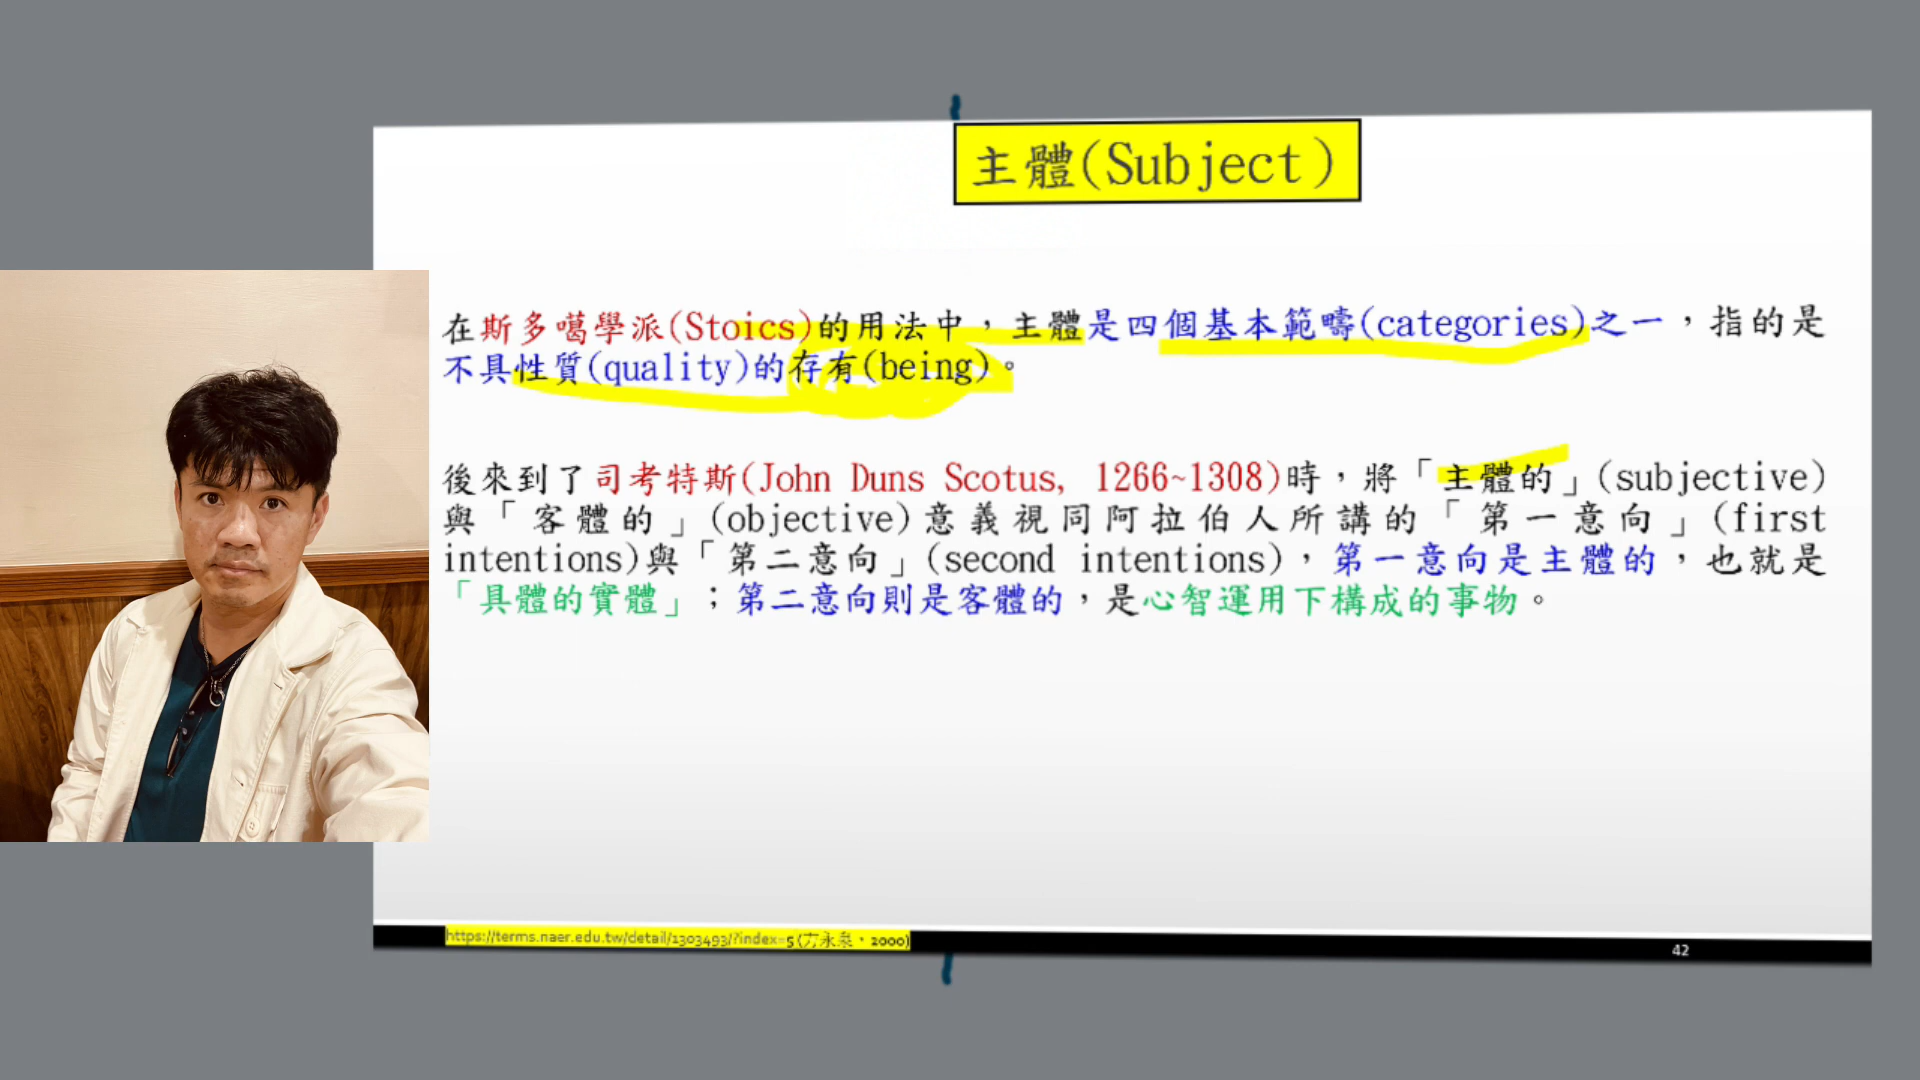 主體(Subject)
在斯多噶學派(Stoics)的用法中，主體是四個基本範疇(categories)之一，指的是
不具性質(quality)的存有(being)。
後來到了司考特斯(John Duns Scotus, 1266~1308)時，將「主體的」(subjective)
與「客體的」(objective)意義視同阿拉伯人所講的「第一意向」(first
intentions)與「第二意向」(second intentions)，第一意向是主體的，也就是
「具體的實體」；第二意向則是客體的，是心智運用下構成的事物。
https://terms.naer.edu.tw/detail/1303493/?index=5(方永泉，2000)
42